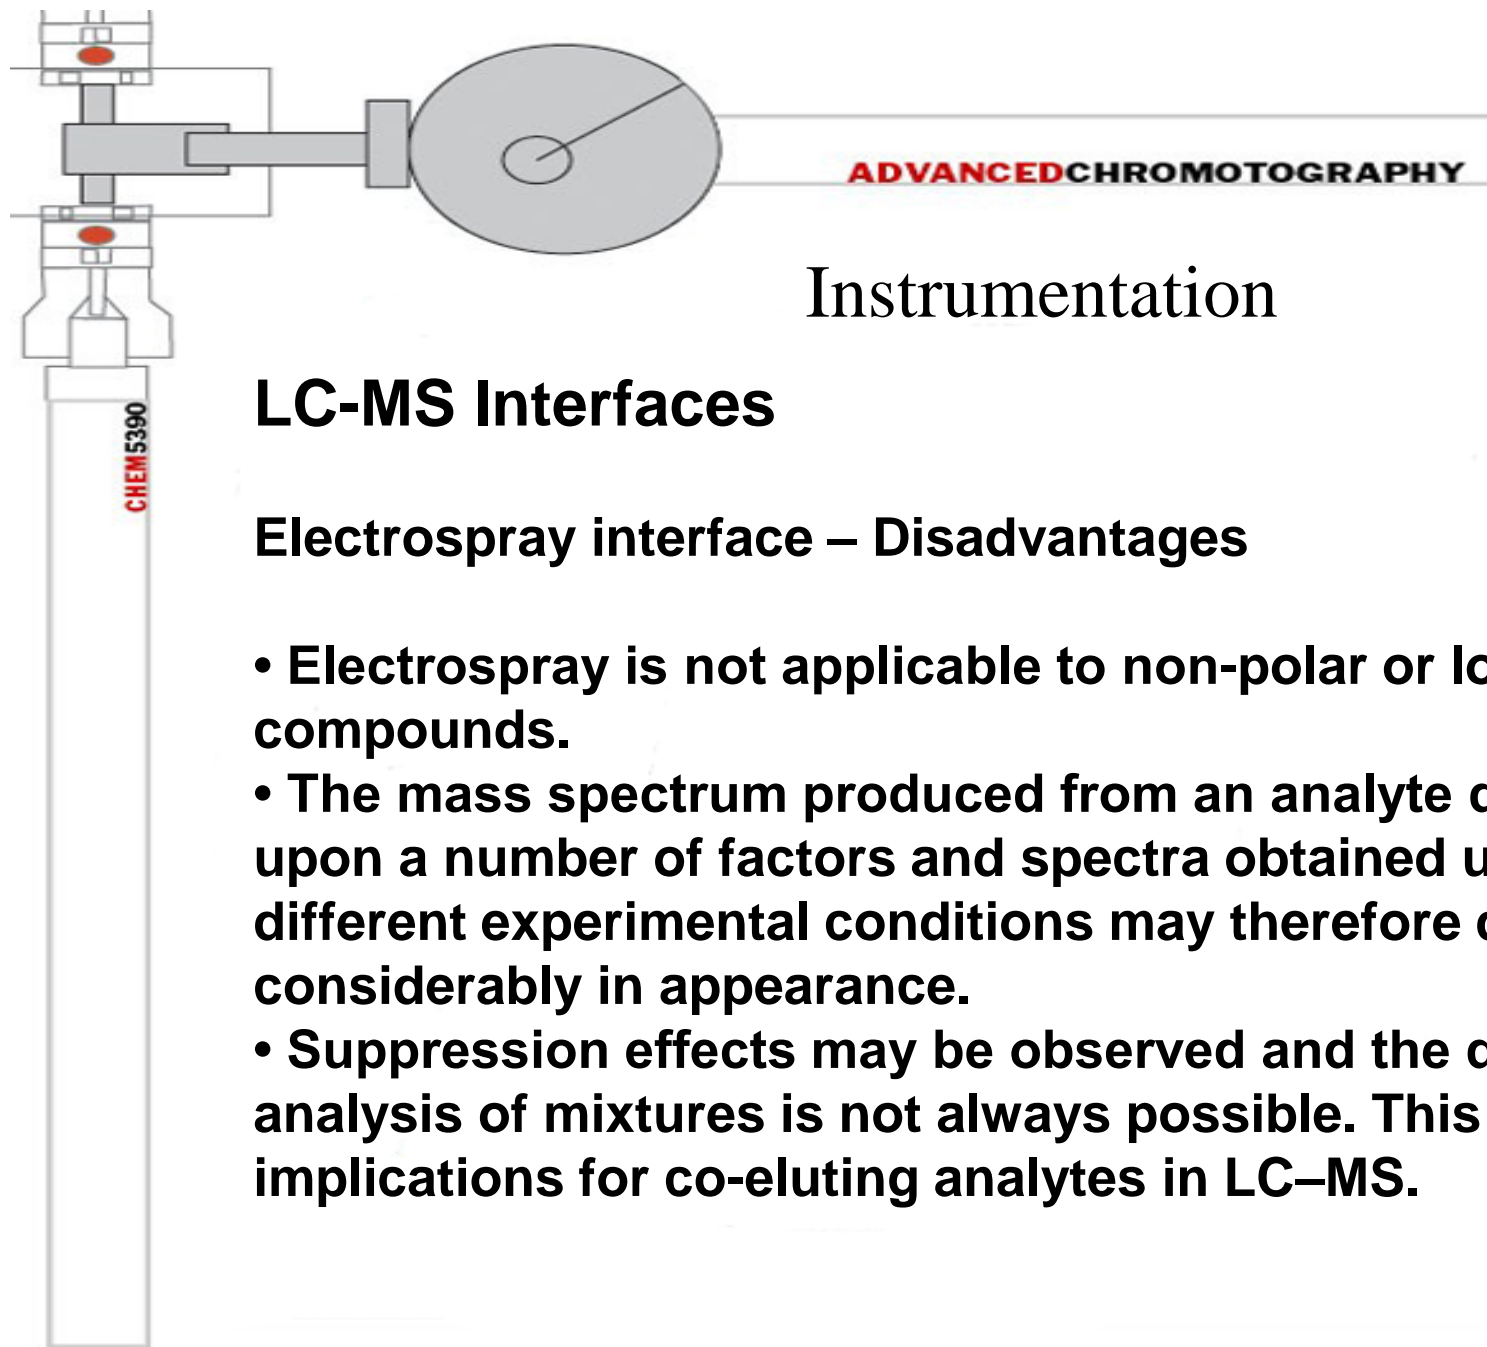 ADVANCEDCHROMOTOGRAPHY
Instrumentation
CHEM5390
LC-MS Interfaces
Electrospray interface – Disadvantages
• Electrospray is not applicable to non-polar or
compounds.
• The mass spectrum produced from an analyte
upon a number of factors and spectra obtained
different experimental conditions may therefore
considerably in appearance.
• Suppression effects may be observed and the
analysis of mixtures is not always possible. This
implications for co-eluting analytes in LC–MS.